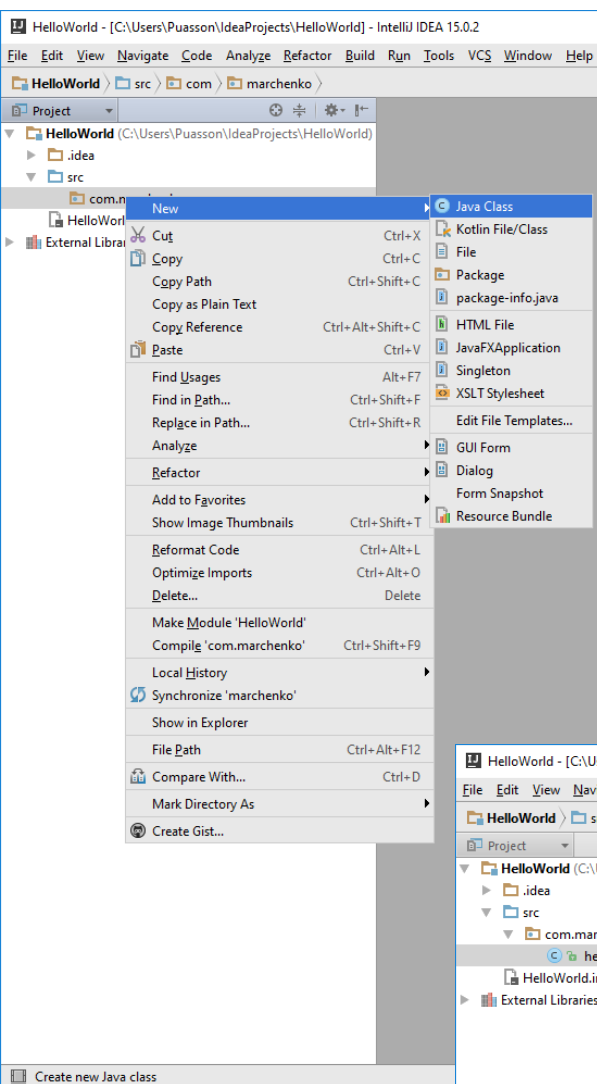 HelloWorld - [C:\Users\Puasson\IdeaProjects\HelloWorld] - IntelliJ IDEA 15.0.2
File Edit View Navigate Code Analyze Refactor Build Run Tools VCS Window Help
HelloWorld src com marchenko
Project
HelloWorld (C:\Users\Puasson\IdeaProjects\HelloWorld)
.idea
src
External Libra
New
Cut Ctrl+X
Copy Ctrl+C
Copy Path Ctrl+Shift+C
Copy as Plain Text
Copy Reference Ctrl+Alt+Shift+C
Paste Ctrl+V
Find Usages Alt+F7
Find in Path... Ctrl+Shift+F
Replace in Path... Ctrl+Shift+R
Analyze
Refactor
Add to Favorites
Show Image Thumbnails Ctrl+Shift+T
Reformat Code Ctrl+Alt+L
Optimize Imports Ctrl+Alt+O
Delete... Delete
Make Module 'HelloWorld'
Compile 'com.marchenko' Ctrl+Shift+F9
Local History
Synchronize 'marchenko'
Show in Explorer
File Path Ctrl+Alt+F12
Compare With... Ctrl+D
Mark Directory As
Create Gist...
Java Class
Kotlin File/Class
File
Package
package-info.java
HTML File
JavaFXApplication
Singleton
XSLT Stylesheet
Edit File Templates...
GUI Form
Dialog
Form Snapshot
Resource Bundle
HelloWorld - [C:\U
File Edit View Nav
HelloWorld s
Project
HelloWorld (C:\
.idea
src
com.mar
he
HelloWorld.i
External Libraries
Create new Java class